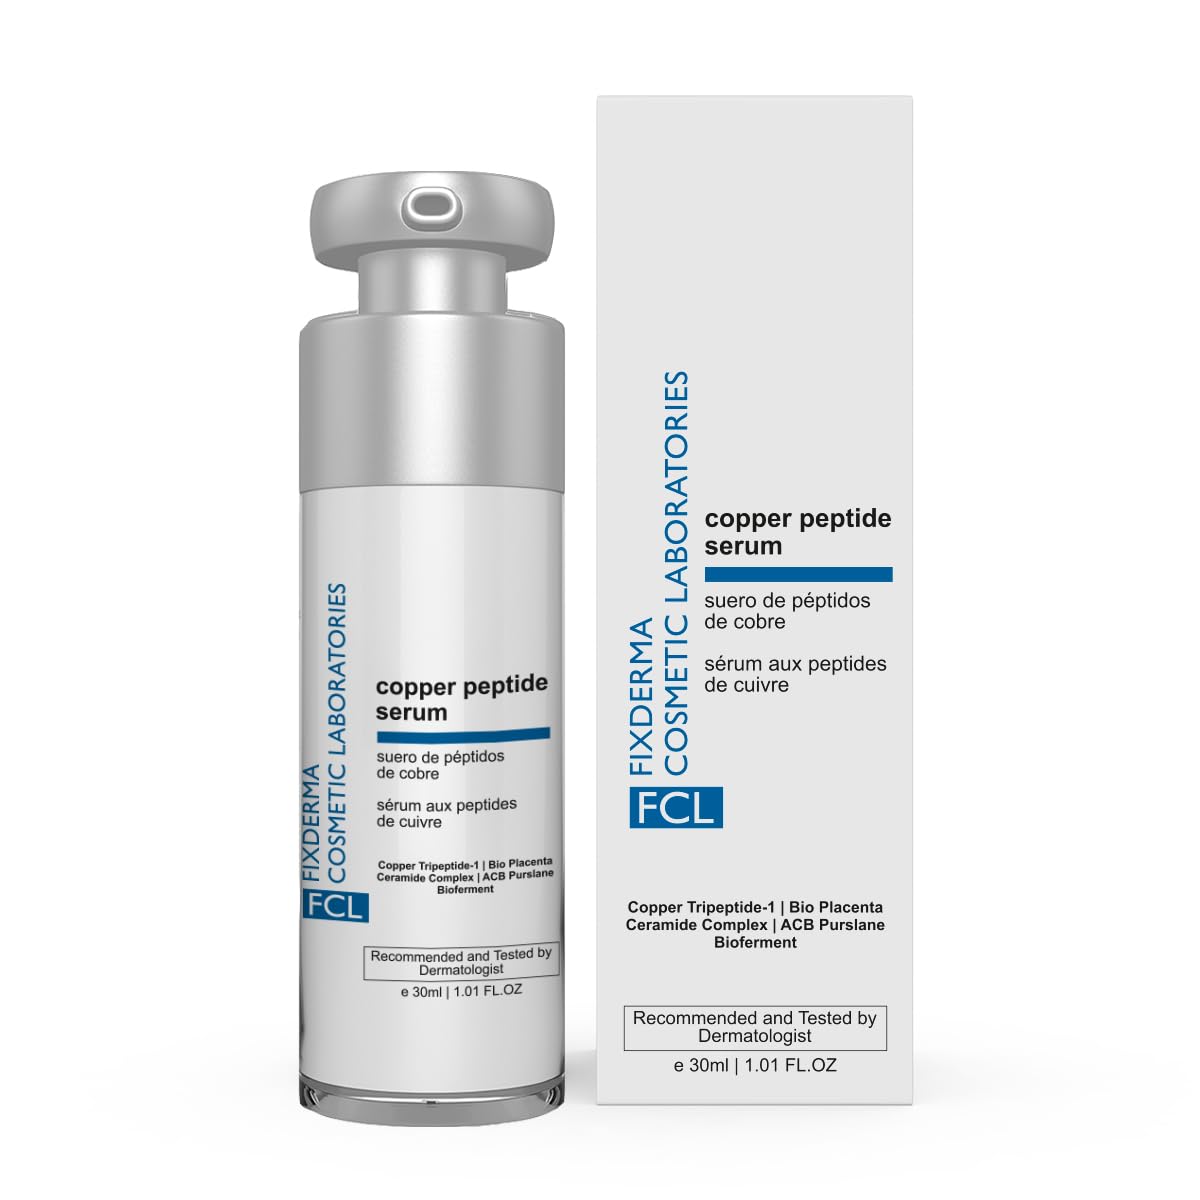 FIXDERMA
COSMETIC LABORATORIES
FCL
copper peptide
serum
suero de péptidos
de cobre
sérum aux peptides
de cuivre
Copper Tripeptide-1 | Bio Placenta
Ceramide Complex | ACB Purslane
Bioferment
Recommended and Tested by
Dermatologist
e 30ml | 1.01 FL.OZ
FIXDERMA
COSMETIC LABORATORIES
FCL
copper peptide
serum
suero de péptidos
de cobre
sérum aux peptides
de cuivre
Copper Tripeptide-1 | Bio Placenta
Ceramide Complex | ACB Purslane
Bioferment
Recommended and Tested by
Dermatologist
e 30ml | 1.01 FL.OZ